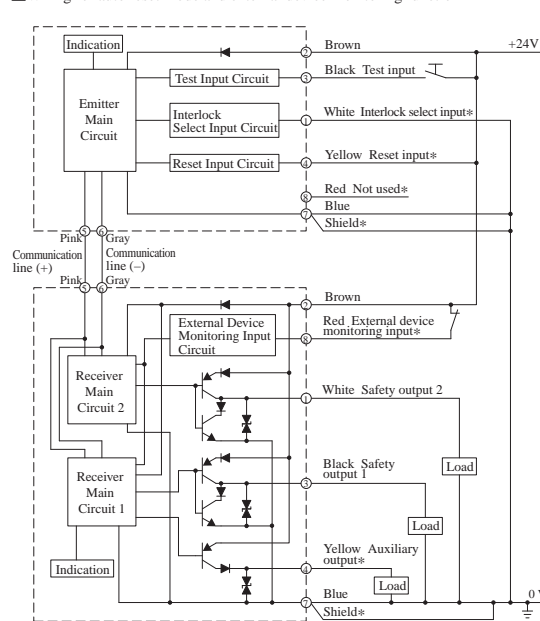 Indication
Brown
+24V
Test Input Circuit
Black Test input
Emitter
Main
Circuit
Interlock
Select Input Circuit
White Interlock select input*
Reset Input Circuit
Yellow Reset input*
Red Not used*
Blue
Shield*
2
3
1
4
8
7
Pink
5
6
Gray
Communication
line (+)
Communication
line (–)
Pink
5
6
Gray
Brown
2
External Device
Monitoring Input
Circuit
Red External device
monitoring input*
8
Receiver
Main
Circuit 2
White Safety output 2
1
Load
Receiver
Main
Circuit 1
Black Safety
output 1
3
Load
Yellow Auxiliary
output*
4
Load
Indication
Blue
7
Shield*
0 V